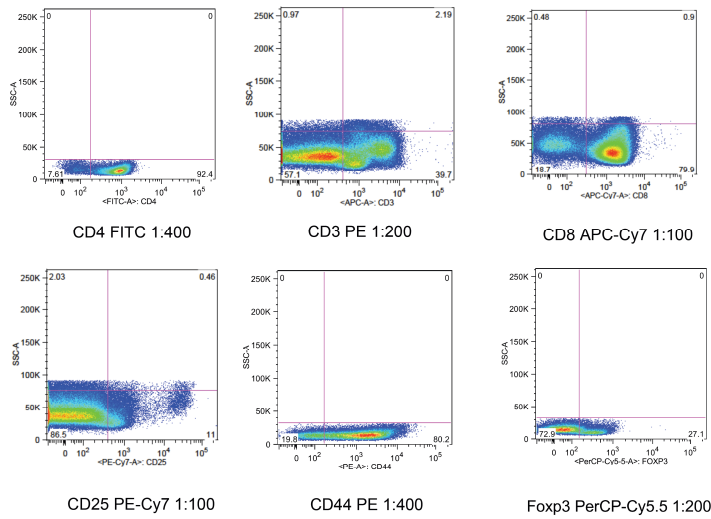 0 0
250K
200K
150K
100K
50K
0
SSC-A
7.61 92.4
10² 10³ 10⁴ 10⁵
<FITC-A>: CD4
CD4 FITC 1:400
0.97 2.19
250K
200K
150K
100K
50K
0
SSC-A
57.1 39.7
10² 10³ 10⁴ 10⁵
<APC-A>: CD3
CD3 PE 1:200
0.48 0.9
250K
200K
150K
100K
50K
0
SSC-A
18.7 79.9
10² 10³ 10⁴ 10⁵
<APC-Cy7-A>: CD8
CD8 APC-Cy7 1:100
2.03 0.46
250K
200K
150K
100K
50K
0
SSC-A
86.5 11
10² 10³ 10⁴ 10⁵
<PE-Cy7-A>: CD25
CD25 PE-Cy7 1:100
0 0
250K
200K
150K
100K
50K
0
SSC-A
19.8 80.2
10² 10³ 10⁴ 10⁵
<PE-A>: CD44
CD44 PE 1:400
0 0
250K
200K
150K
100K
50K
0
SSC-A
72.9 27.1
10² 10³ 10⁴ 10⁵
<PerCP-Cy5-5-A>: FOXP3
Foxp3 PerCP-Cy5.5 1:200